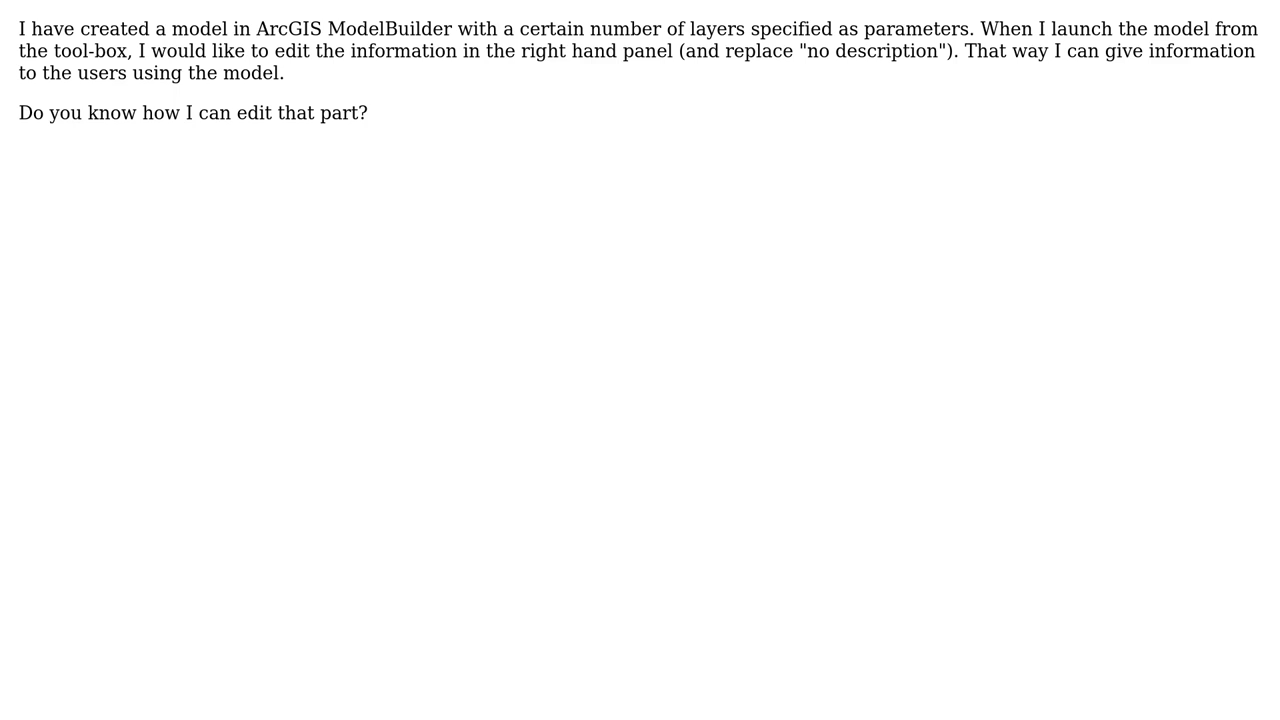 I have created a model in ArcGIS ModelBuilder with a certain number of layers specified as parameters. When I launch the model from
the tool-box, I would like to edit the information in the right hand panel (and replace "no description"). That way I can give information
to the users using the model.
Do you know how I can edit that part?